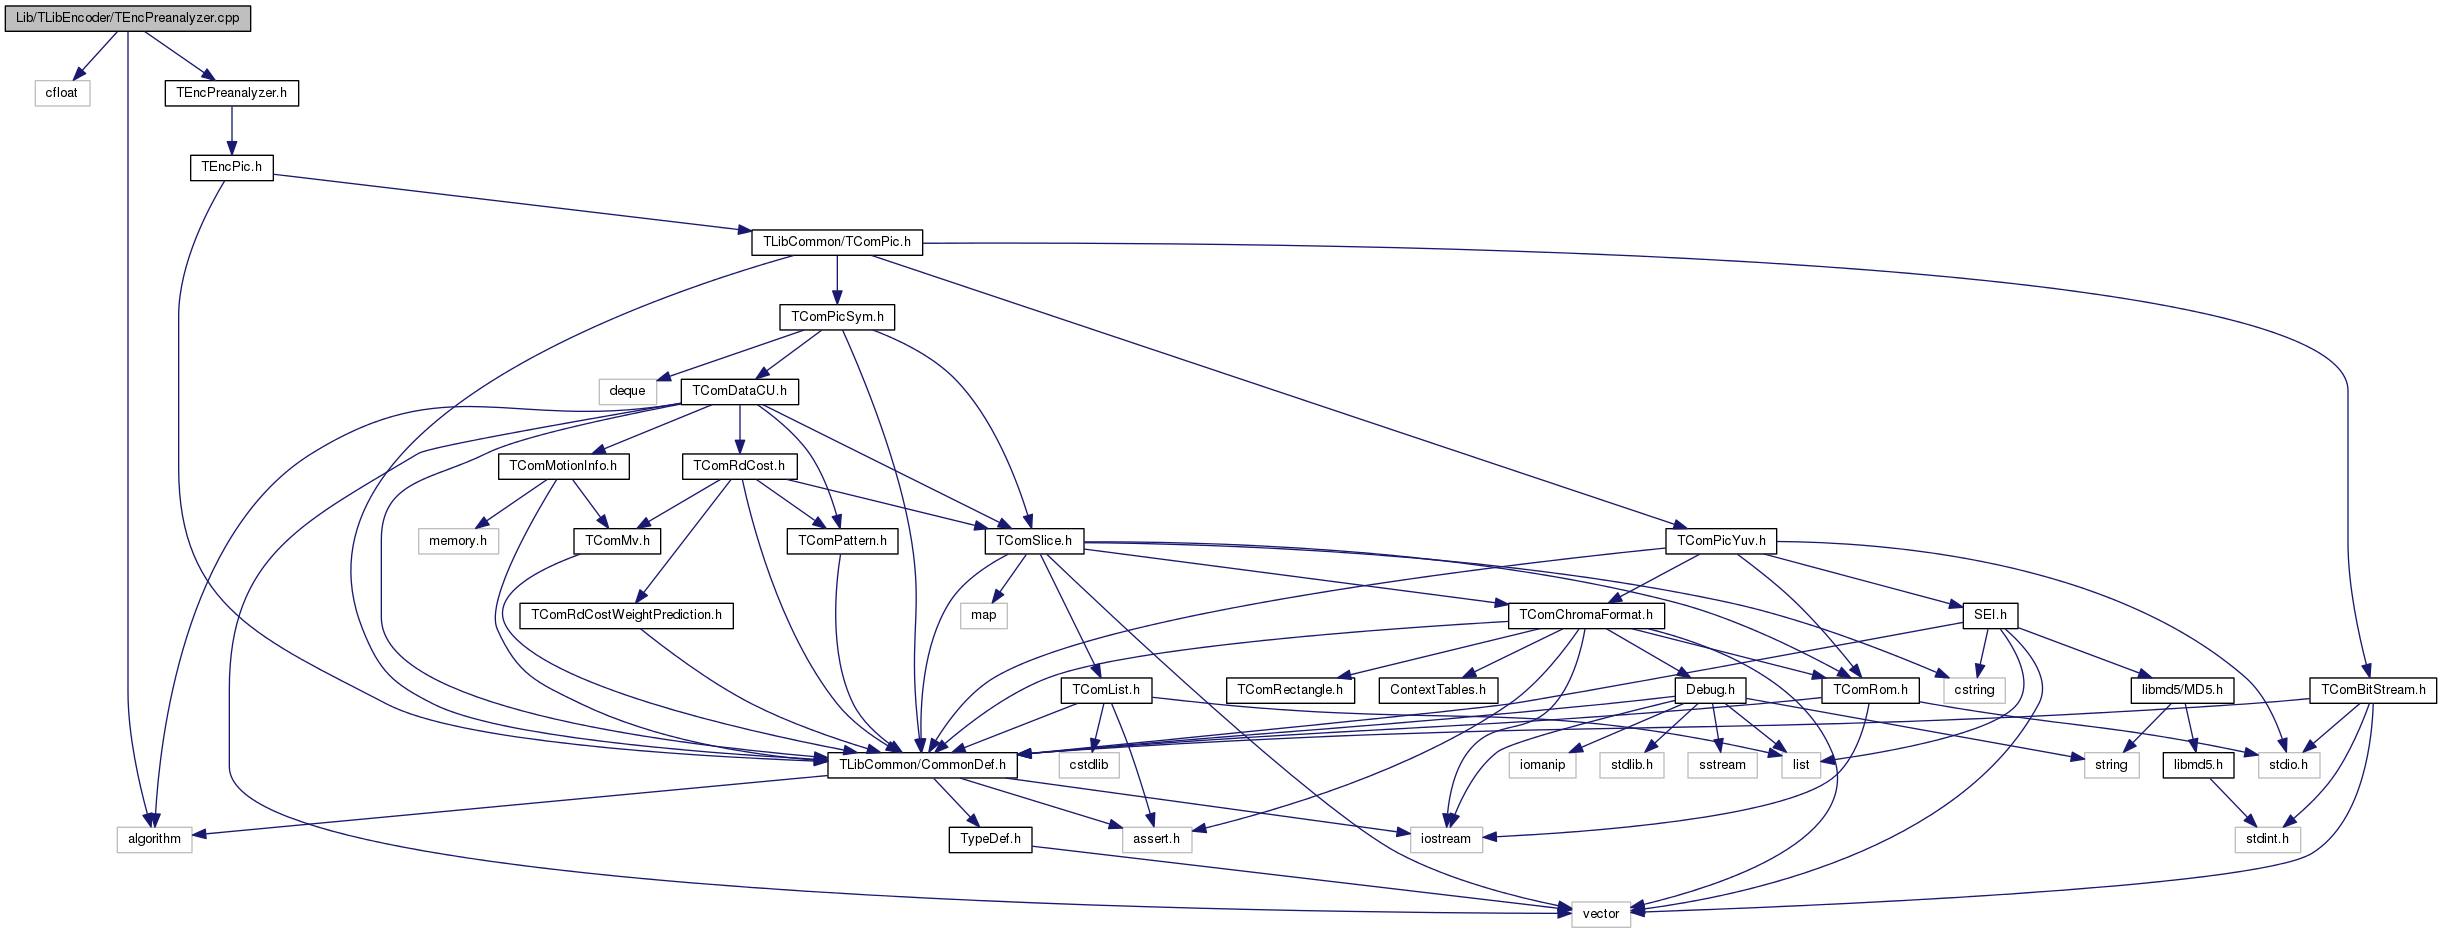 Lib/TLibEncoder/TEncPreanalyzer.cpp
cfloat
TEncPreanalyzer.h
TEncPic.h
TLibCommon/TComPic.h
TComPicSym.h
deque
TComDataCU.h
TComMotionInfo.h
TComRdCost.h
memory.h
TComMv.h
TComPattern.h
TComSlice.h
TComPicYuv.h
TComRdCostWeightPrediction.h
map
TComChromaFormat.h
SEI.h
TComList.h
TComRectangle.h
ContextTables.h
Debug.h
TComRom.h
cstring
libmd5/MD5.h
TComBitStream.h
TLibCommon/CommonDef.h
cstdlib
iomanip
stdlib.h
sstream
list
string
libmd5.h
stdio.h
algorithm
TypeDef.h
assert.h
iostream
stdint.h
vector